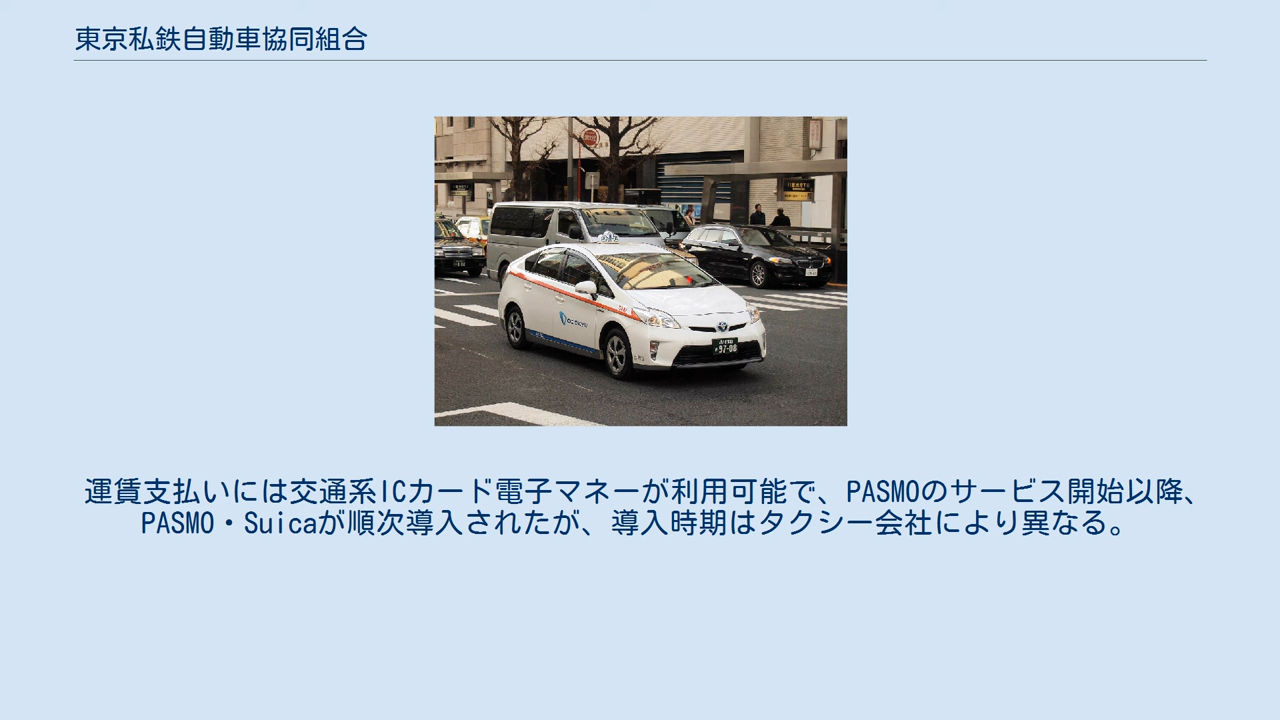 東京私鉄自動車協同組合
運賃支払いには交通系ICカード電子マネーが利用可能で、PASMOのサービス開始以降、
PASMO・Suicaが順次導入されたが、導入時期はタクシー会社により異なる。